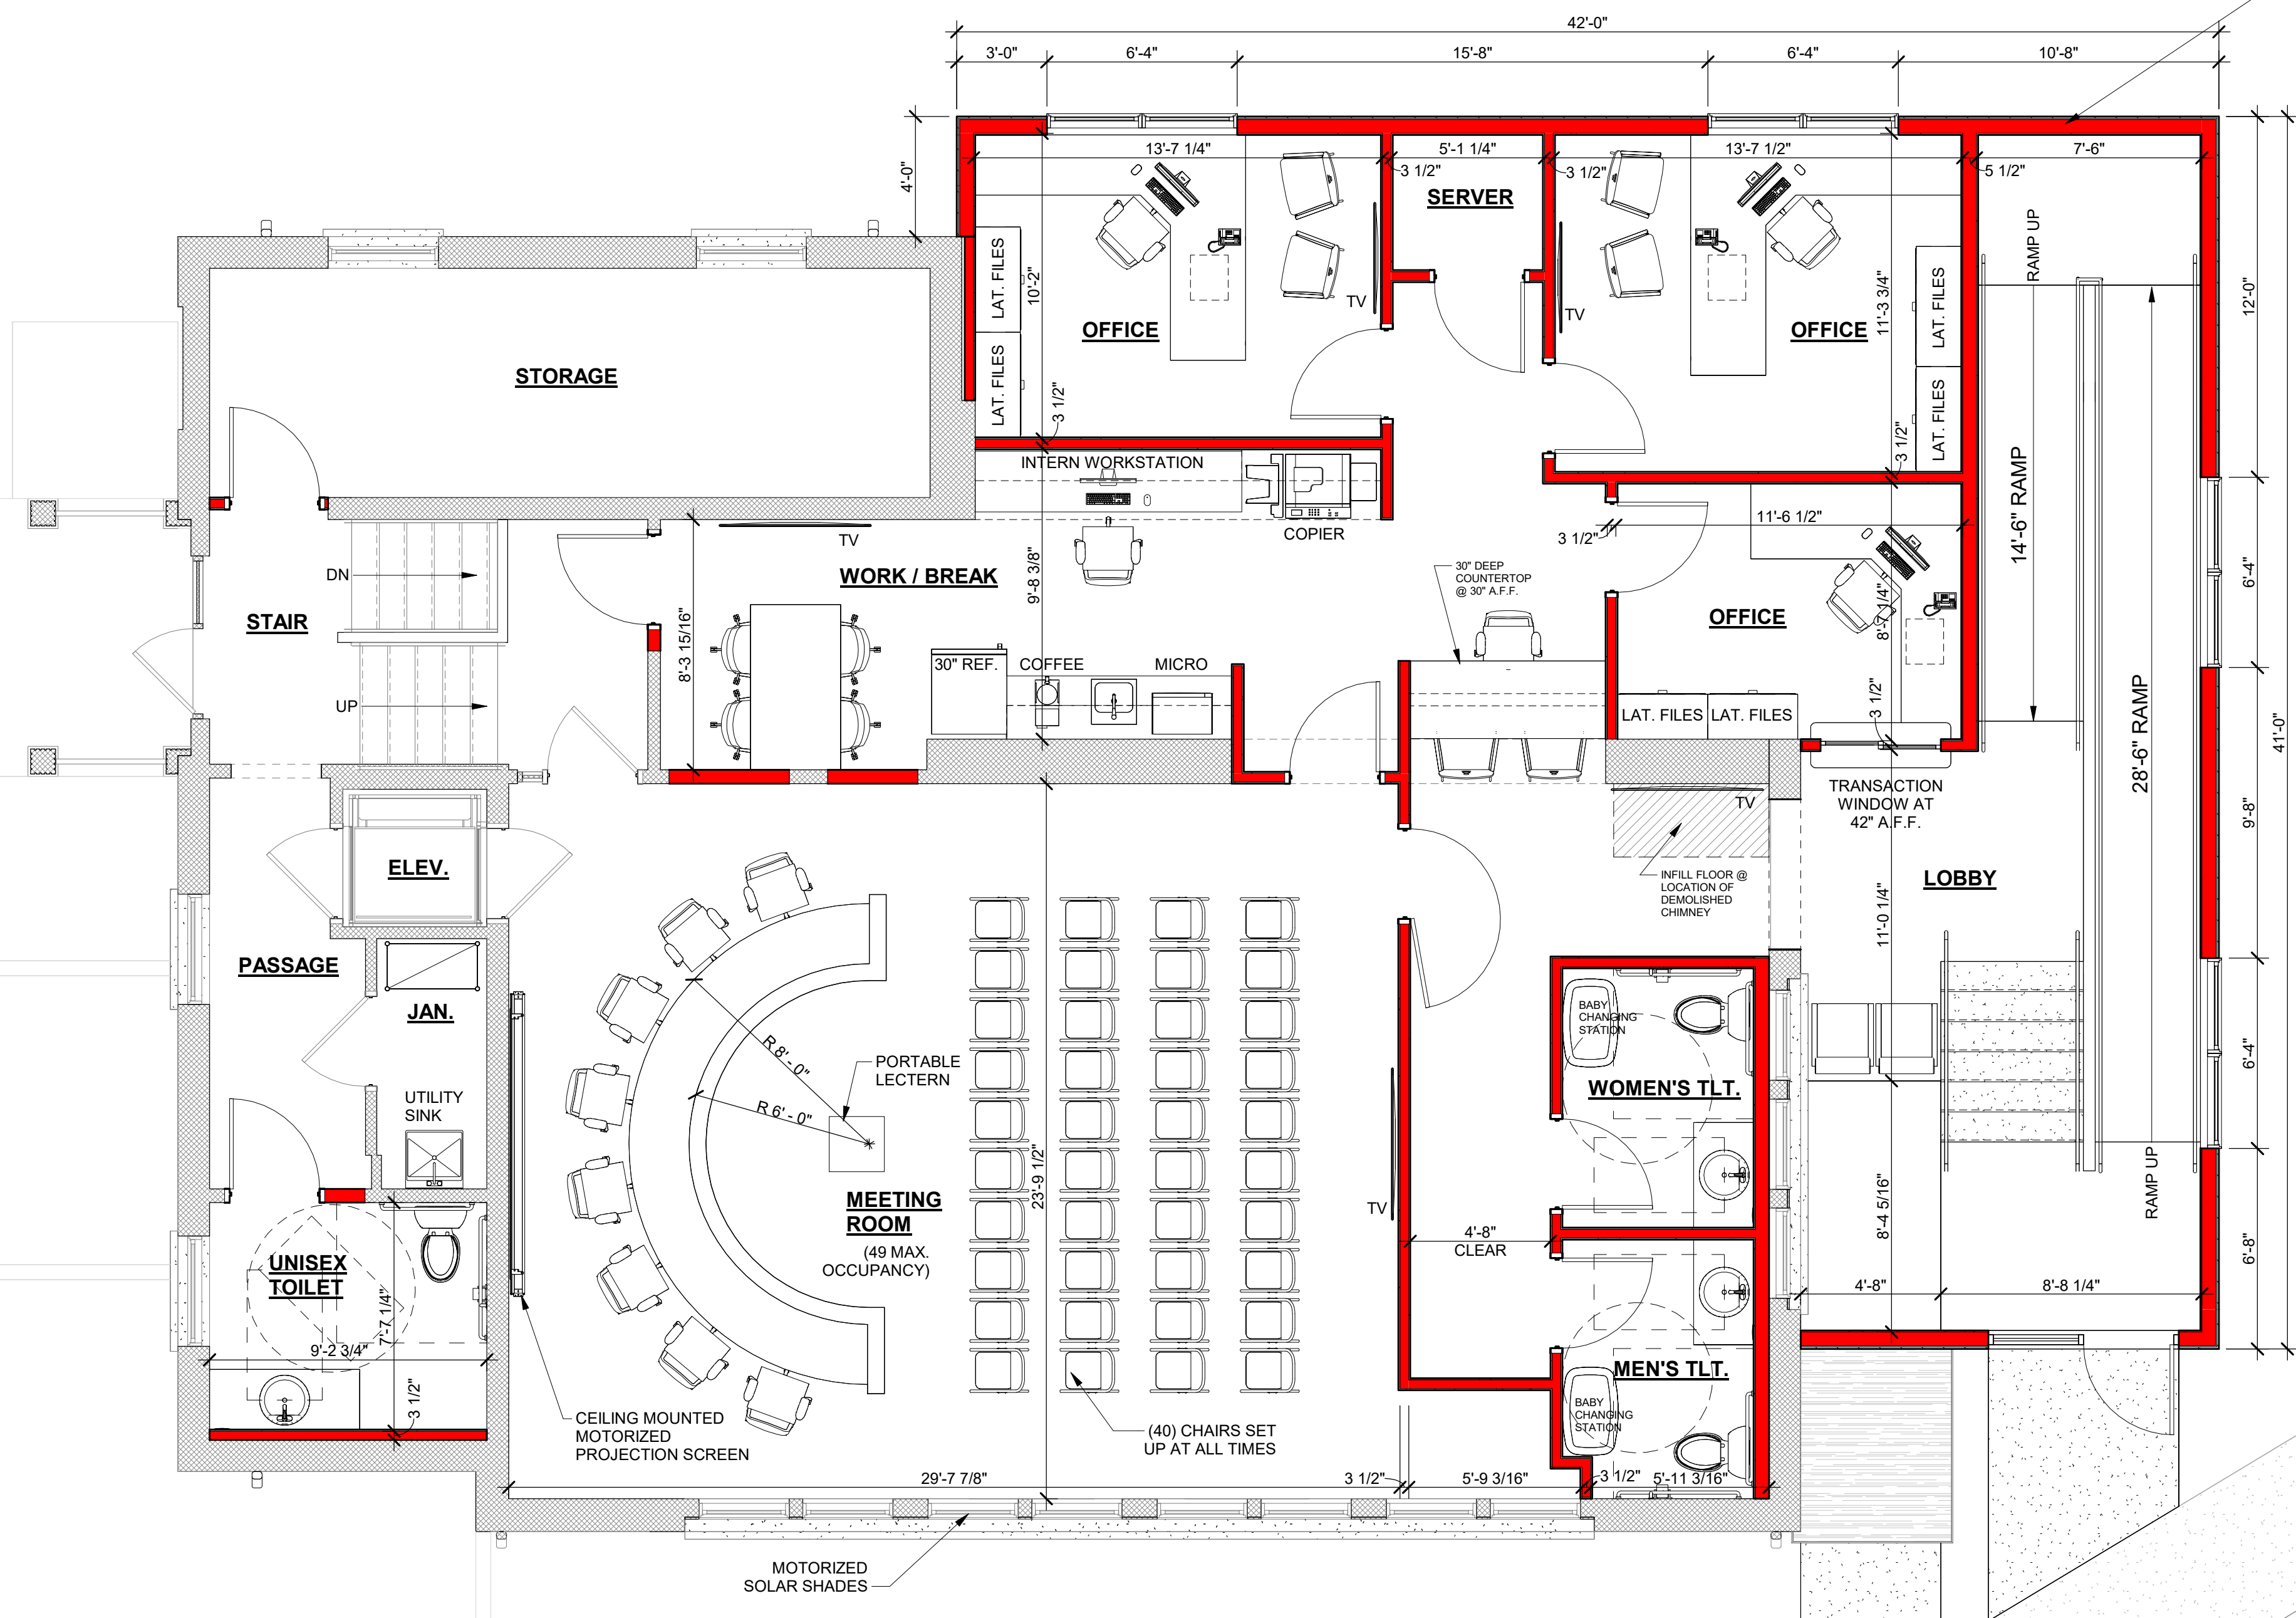 42'-0"
3'-0"
6'-4"
15'-8"
6'-4"
10'-8"
4'-0"
13'-7 1/4"
3 1/2"
5'-1 1/4"
3 1/2"
13'-7 1/2"
5 1/2"
7'-6"
SERVER
LAT. FILES
LAT. FILES
10'-2"
OFFICE
TV
TV
OFFICE
11'-3 3/4"
LAT. FILES
LAT. FILES
RAMP UP
12'-0"
STORAGE
3 1/2"
3 1/2"
INTERN WORKSTATION
COPIER
3 1/2"
11'-6 1/2"
14'-6" RAMP
TV
DN
WORK / BREAK
9'-8 3/8"
30" DEEP
COUNTERTOP
@ 30" A.F.F.
6'-4"
STAIR
8'-3 15/16"
OFFICE
8'-7 1/4"
30" REF.
COFFEE
MICRO
UP
LAT. FILES
LAT. FILES
3 1/2"
28'-6" RAMP
41'-0"
TRANSACTION
WINDOW AT
42" A.F.F.
TV
9'-8"
ELEV.
INFILL FLOOR @
LOCATION OF
DEMOLISHED
CHIMNEY
LOBBY
11'-0 1/4"
PASSAGE
JAN.
BABY
CHANGING
STATION
R 8' - 0"
PORTABLE
LECTERN
6'-4"
UTILITY
SINK
R 6' - 0"
WOMEN'S TLT.
23'-9 1/2"
MEETING
ROOM
(49 MAX.
OCCUPANCY)
TV
RAMP UP
4'-8"
CLEAR
8'-4 5/16"
6'-8"
UNISEX
TOILET
7'-7 1/4"
4'-8"
8'-8 1/4"
9'-2 3/4"
3 1/2"
MEN'S TLT.
BABY
CHANGING
STATION
CEILING MOUNTED
MOTORIZED
PROJECTION SCREEN
(40) CHAIRS SET
UP AT ALL TIMES
29'-7 7/8"
3 1/2"
5'-9 3/16"
3 1/2"
5'-11 3/16"
MOTORIZED
SOLAR SHADES